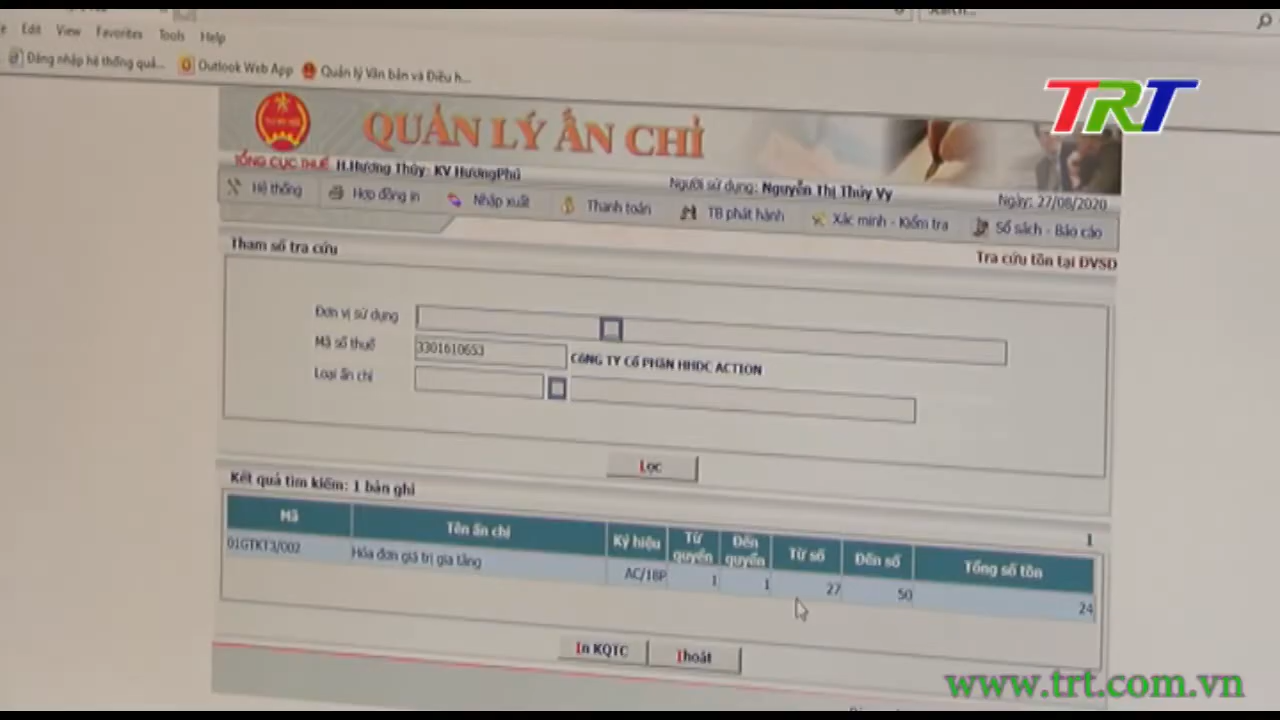 Edit View Favorites Tools Help
Đăng nhập hệ thống quả... Outlook Web App Quản lý Văn bản và Điều h...
TRT
QUẢN LÝ ẤN CHỈ
TỔNG CỤC THUẾ H.Hương Thủy: KV HươngPhú Người sử dụng: Nguyễn Thị Thúy Vy Ngày: 27/08/2020
Hệ thống Hợp đồng in Nhập xuất Thanh toán TB phát hành Xác minh - Kiểm tra Sổ sách - Báo cáo
Tham số tra cứu Tra cứu tồn tại ĐVSD
Đơn vị sử dụng
Mã số thuế 3301610653 CôNG TY Cổ PHầN HHDC ACTION
Loại ấn chỉ
Lọc
Kết quả tìm kiếm: 1 bản ghi
1
Mã Tên ấn chỉ Ký hiệu Từ quyển Đến quyển Từ số Đến số Tổng số tồn
01GTKT3/002 Hóa đơn giá trị gia tăng AC/18P 1 1 27 50 24
In KQTC Thoát
www.trt.com.vn